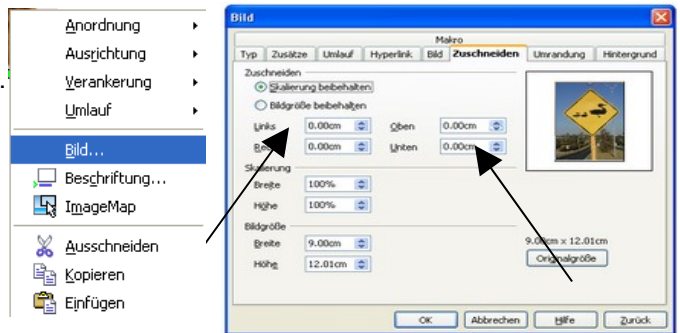 Anordnung
Ausrichtung
Verankerung
Umlauf
Bild...
Beschriftung...
ImageMap
Ausschneiden
Kopieren
Einfügen
Bild
Makro
Typ Zusätze Umlauf Hyperlink Bild Zuschneiden Umrandung Hintergrund
Zuschneiden
Skalierung beibehalten
Bildgröße beibehalten
Links 0.00cm Oben 0.00cm
0.00cm Unten 0.00cm
Skalierung
Breite 100%
Höhe 100%
Bildgröße
Breite 9.00cm 9.00cm x 12.01cm
Höhe 12.01cm Originalgröße
OK Abbrechen Hilfe Zurück